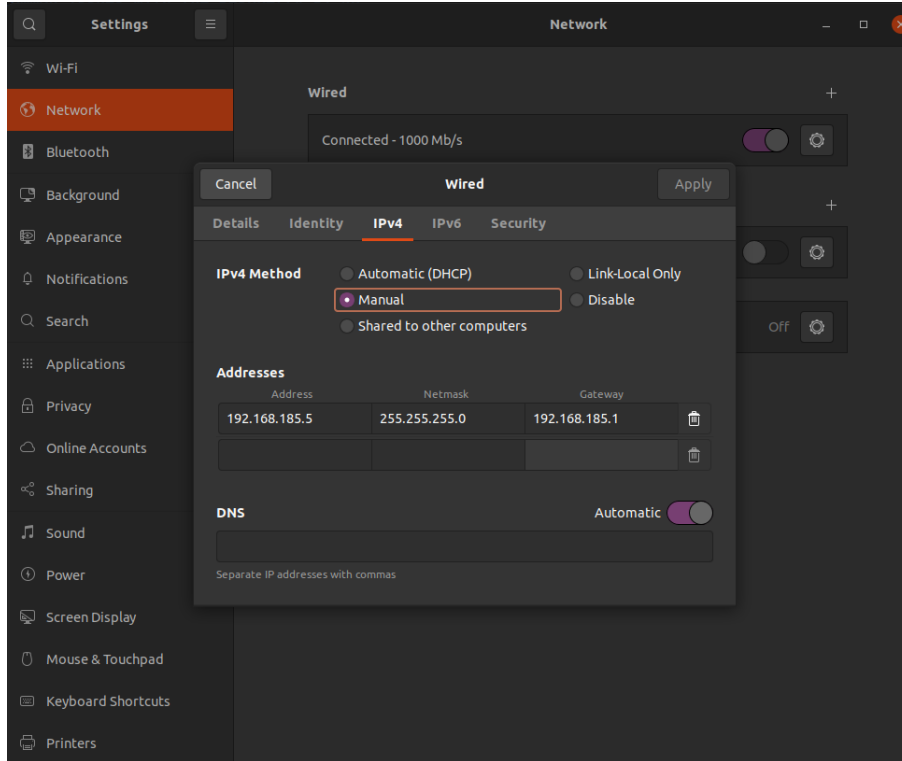 Settings
Network
Wi-Fi
Network
Bluetooth
Background
Appearance
Notifications
Search
Applications
Privacy
Online Accounts
Sharing
Sound
Power
Screen Display
Mouse & Touchpad
Keyboard Shortcuts
Printers
Wired
Connected - 1000 Mb/s
Off
Cancel
Wired
Apply
Details Identity IPv4 IPv6 Security
IPv4 Method
Automatic (DHCP)
Link-Local Only
Manual
Disable
Shared to other computers
Addresses
Address Netmask Gateway
192.168.185.5 255.255.255.0 192.168.185.1
DNS
Automatic
Separate IP addresses with commas